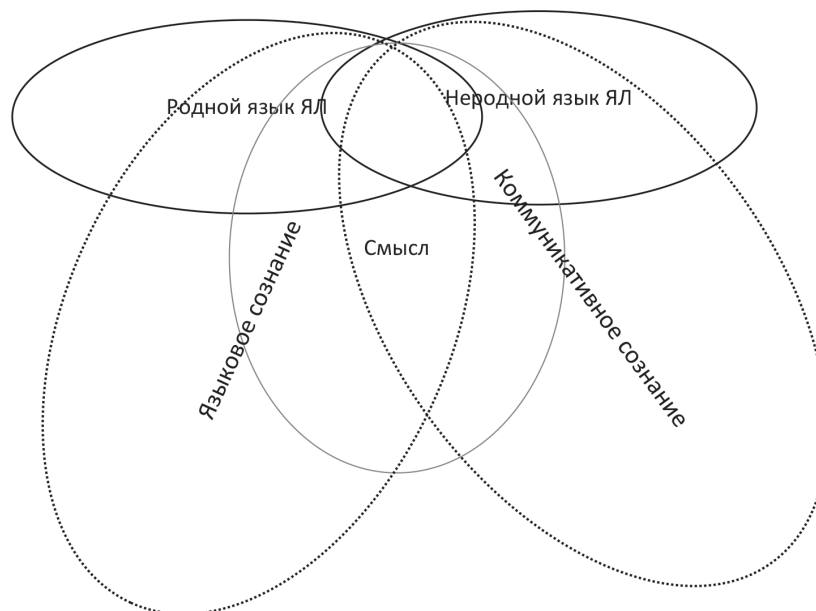 Родной язык ЯЛ
Неродной язык ЯЛ
Смысл
Языковое сознание
Коммуникативное сознание